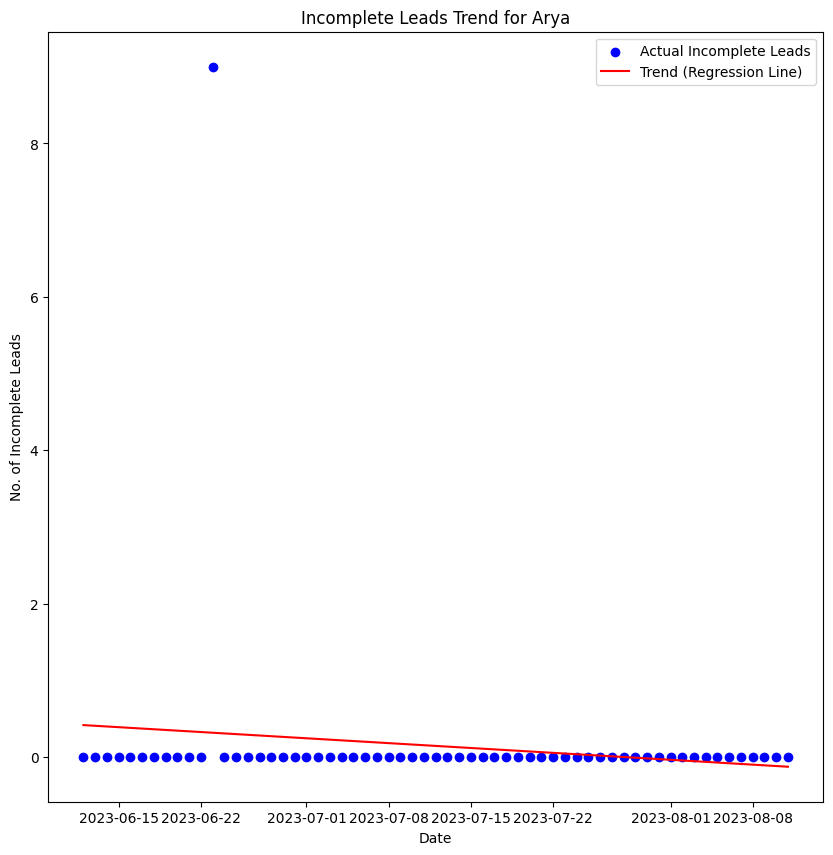 Incomplete Leads Trend for Arya
Actual Incomplete Leads
Trend (Regression Line)
8
6
4
2
0
No. of Incomplete Leads
2023-06-15 2023-06-22 2023-07-01 2023-07-08 2023-07-15 2023-07-22 2023-08-01 2023-08-08
Date